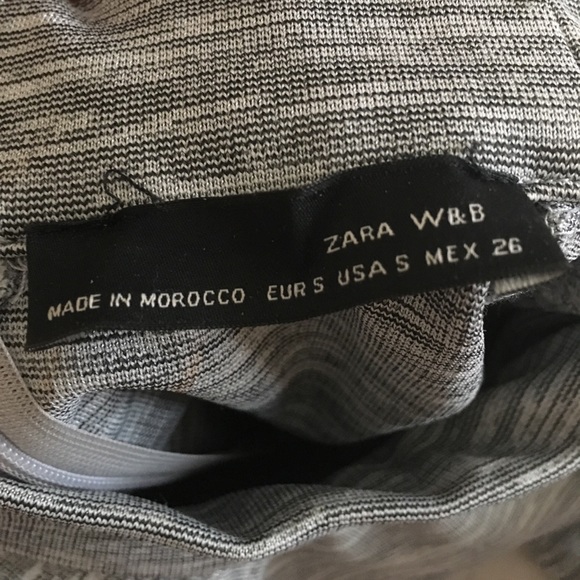 ZARA W&B
MADE IN MOROCCO EUR S USA S MEX 26